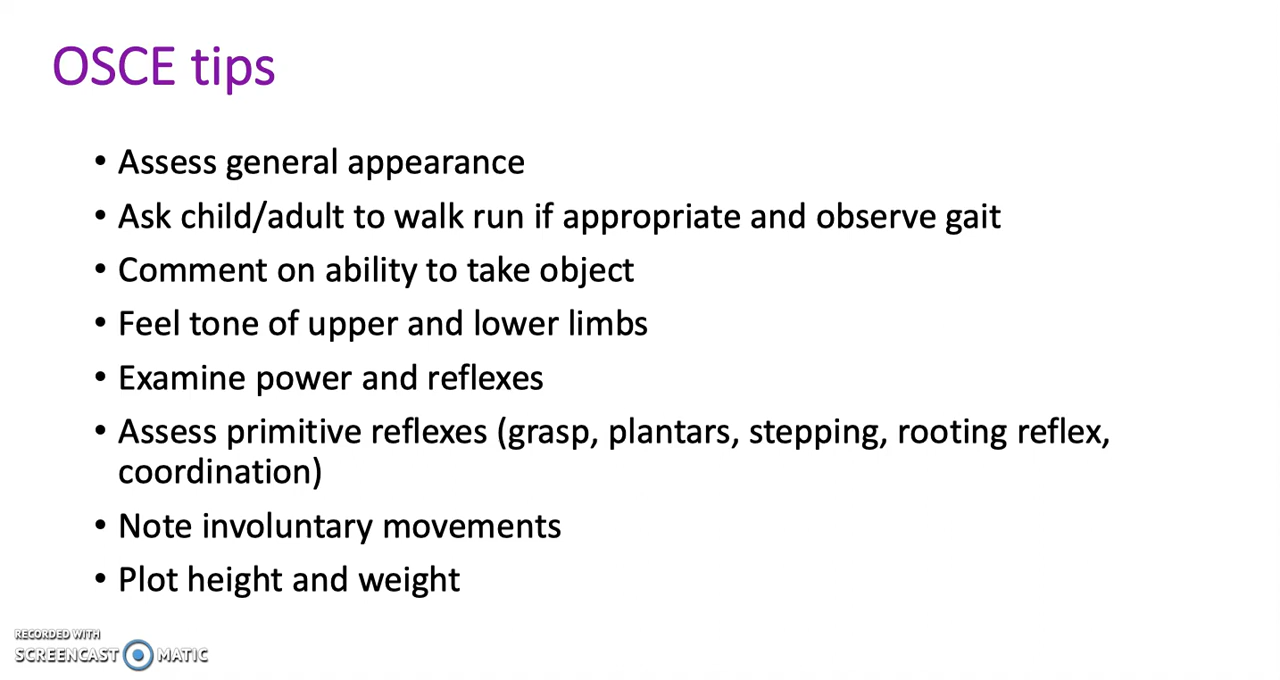 OSCE tips
• Assess general appearance
• Ask child/adult to walk run if appropriate and observe gait
• Comment on ability to take object
• Feel tone of upper and lower limbs
• Examine power and reflexes
• Assess primitive reflexes (grasp, plantars, stepping, rooting reflex,
coordination)
• Note involuntary movements
• Plot height and weight
RECORDED WITH
SCREENCAST MATIC